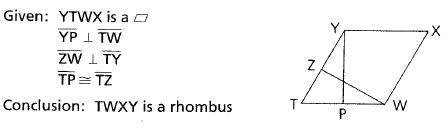 Given: YTWX is a ▱
YP ⊥ TW
ZW ⊥ TY
TP ≅ TZ
Conclusion: TWXY is a rhombus
Y
X
Z
T
P
W